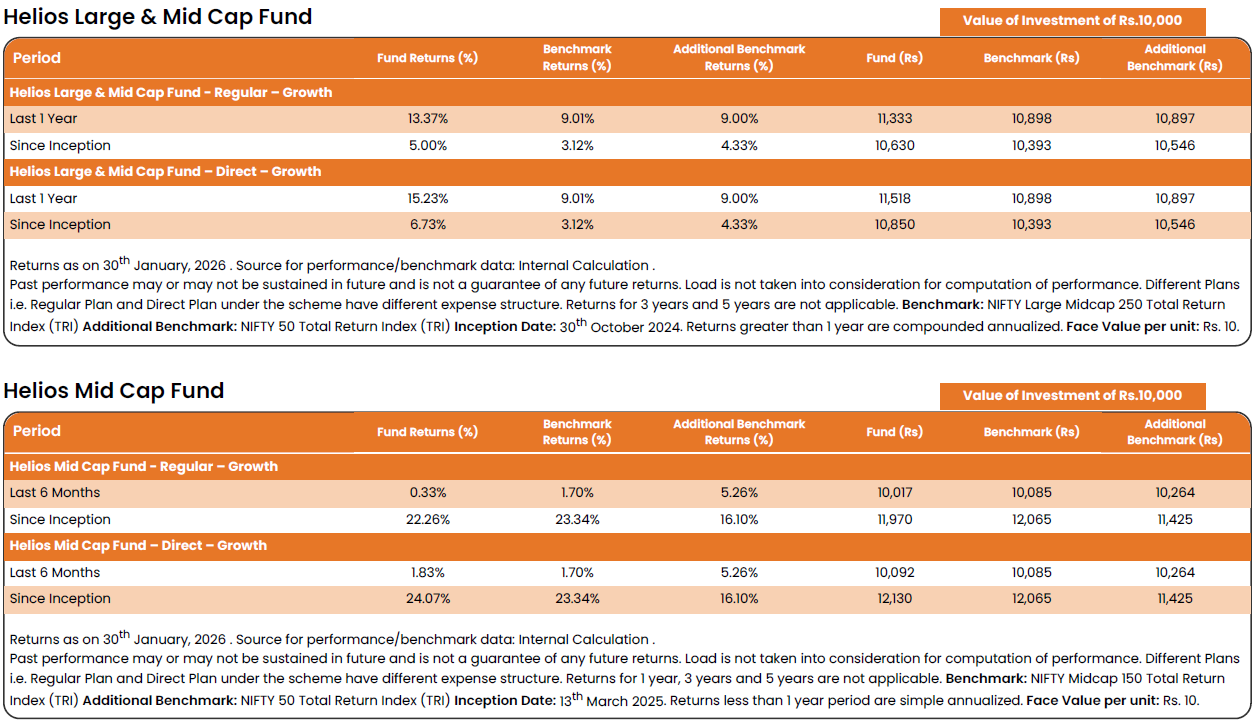 Helios Large & Mid Cap Fund
Value of Investment of Rs.10,000
Period Fund Returns (%) Benchmark Returns (%) Additional Benchmark Returns (%) Fund (Rs) Benchmark (Rs) Additional Benchmark (Rs)
Helios Large & Mid Cap Fund - Regular – Growth
Last 1 Year 13.37% 9.01% 9.00% 11,333 10,898 10,897
Since Inception 5.00% 3.12% 4.33% 10,630 10,393 10,546
Helios Large & Mid Cap Fund – Direct – Growth
Last 1 Year 15.23% 9.01% 9.00% 11,518 10,898 10,897
Since Inception 6.73% 3.12% 4.33% 10,850 10,393 10,546
Returns as on 30th January, 2026 . Source for performance/benchmark data: Internal Calculation .
Past performance may or may not be sustained in future and is not a guarantee of any future returns. Load is not taken into consideration for computation of performance. Different Plans
i.e. Regular Plan and Direct Plan under the scheme have different expense structure. Returns for 3 years and 5 years are not applicable. Benchmark: NIFTY Large Midcap 250 Total Return
Index (TRI) Additional Benchmark: NIFTY 50 Total Return Index (TRI) Inception Date: 30th October 2024. Returns greater than 1 year are compounded annualized. Face Value per unit: Rs. 10.
Helios Mid Cap Fund
Value of Investment of Rs.10,000
Period Fund Returns (%) Benchmark Returns (%) Additional Benchmark Returns (%) Fund (Rs) Benchmark (Rs) Additional Benchmark (Rs)
Helios Mid Cap Fund - Regular – Growth
Last 6 Months 0.33% 1.70% 5.26% 10,017 10,085 10,264
Since Inception 22.26% 23.34% 16.10% 11,970 12,065 11,425
Helios Mid Cap Fund – Direct – Growth
Last 6 Months 1.83% 1.70% 5.26% 10,092 10,085 10,264
Since Inception 24.07% 23.34% 16.10% 12,130 12,065 11,425
Returns as on 30th January, 2026 . Source for performance/benchmark data: Internal Calculation .
Past performance may or may not be sustained in future and is not a guarantee of any future returns. Load is not taken into consideration for computation of performance. Different Plans
i.e. Regular Plan and Direct Plan under the scheme have different expense structure. Returns for 1 year, 3 years and 5 years are not applicable. Benchmark: NIFTY Midcap 150 Total Return
Index (TRI) Additional Benchmark: NIFTY 50 Total Return Index (TRI) Inception Date: 13th March 2025. Returns less than 1 year period are simple annualized. Face Value per unit: Rs. 10.